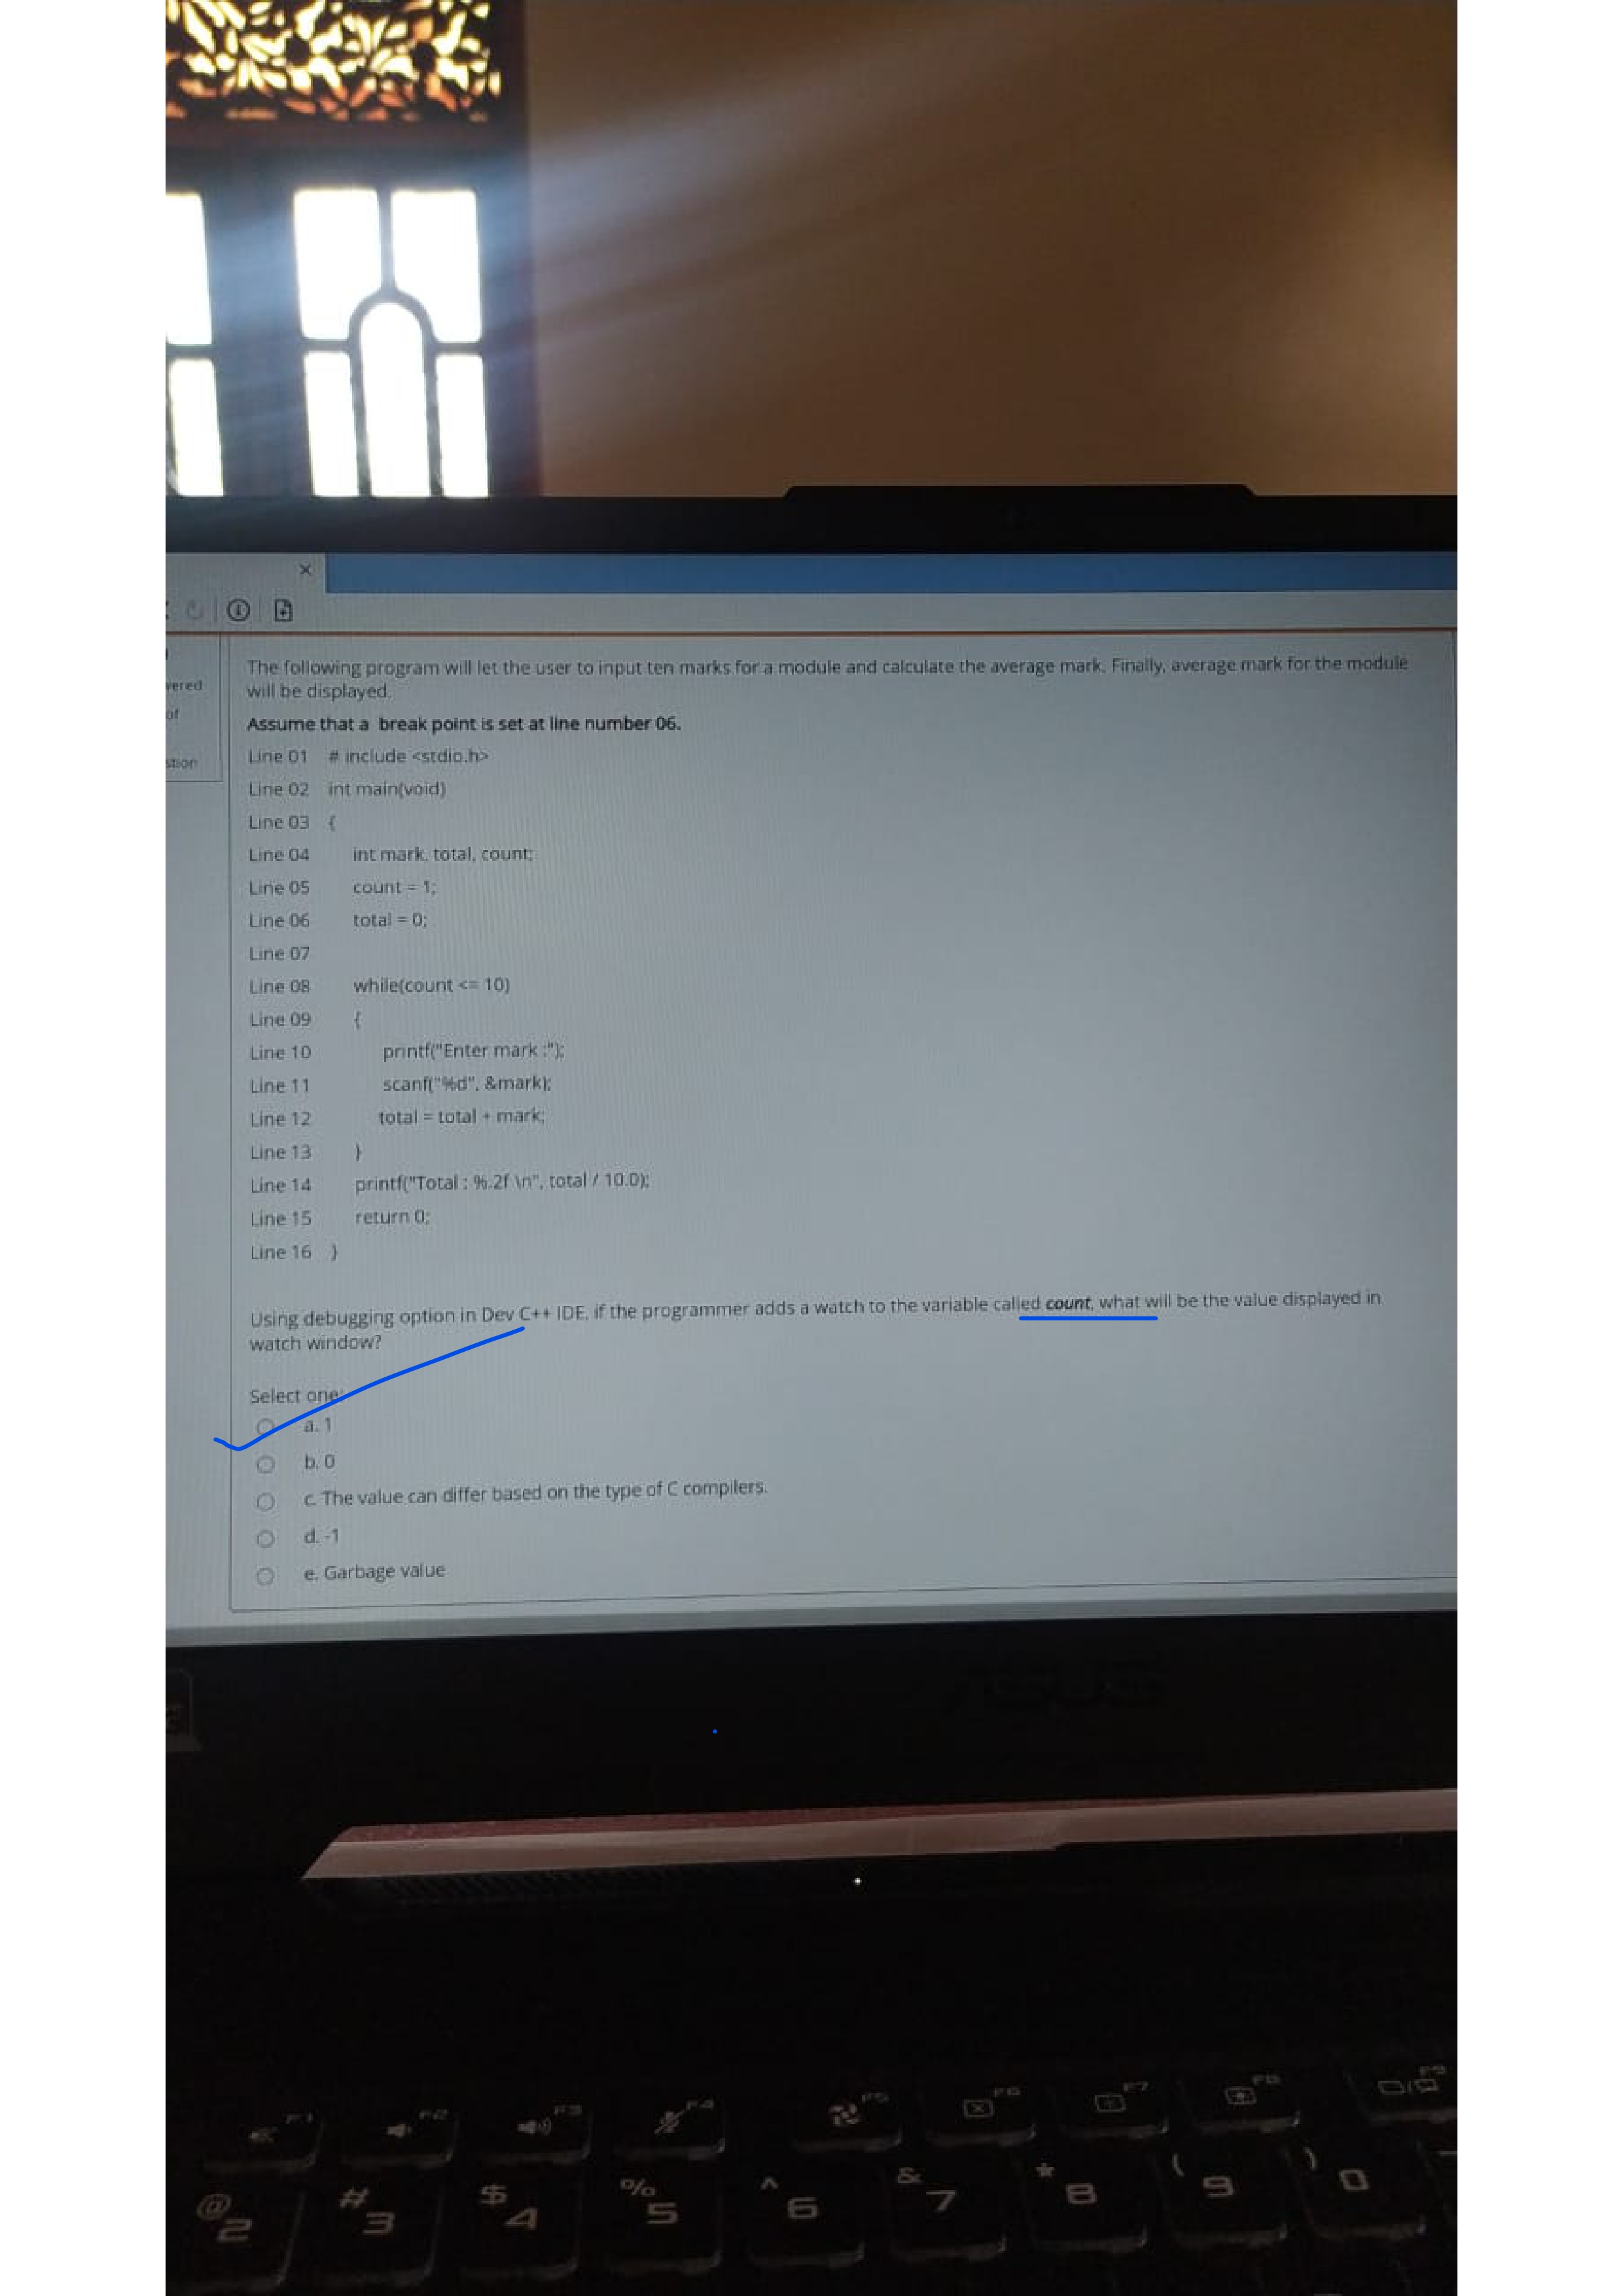 The following program will let the user to input ten marks for a module and calculate the average mark. Finally, average mark for the module
will be displayed.
vered
of
stion
Assume that a break point is set at line number 06.
Line 01 # include <stdio.h>
Line 02 int main(void)
Line 03 {
Line 04 int mark, total, count;
Line 05 count = 1;
Line 06 total = 0;
Line 07
Line 08 while(count <= 10)
Line 09 {
Line 10 printf("Enter mark :");
Line 11 scanf("%d", &mark);
Line 12 total = total + mark;
Line 13 }
Line 14 printf("Total : %.2f \n", total / 10.0);
Line 15 return 0;
Line 16 }
Using debugging option in Dev C++ IDE, if the programmer adds a watch to the variable called count, what will be the value displayed in
watch window?
Select one:
a. 1
b. 0
c. The value can differ based on the type of C compilers.
d. -1
e. Garbage value
ASUS
F1 F2 F3 F4 F5 F6 F7 F8 F9
@ # $ % ^ & * ( )
2 3 4 5 6 7 8 9 0